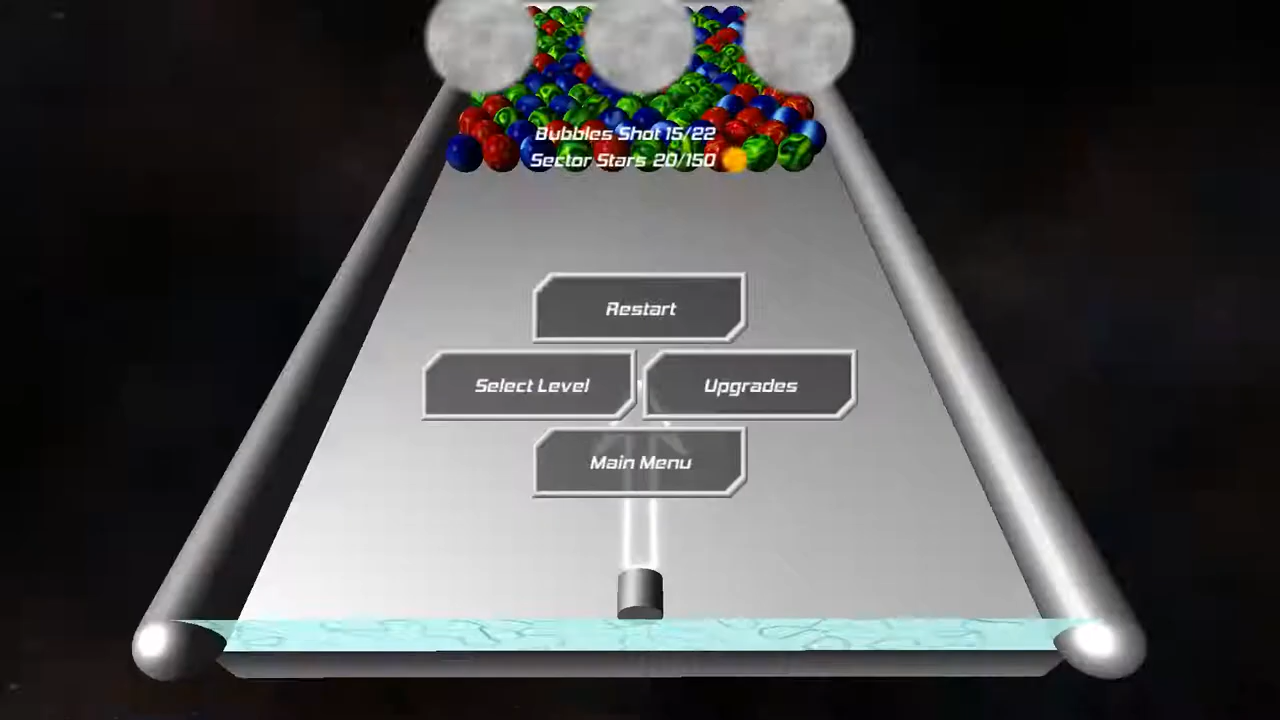 Bubbles Shot 15/22
Sector Stars 20/150
Restart
Select Level
Upgrades
Main Menu